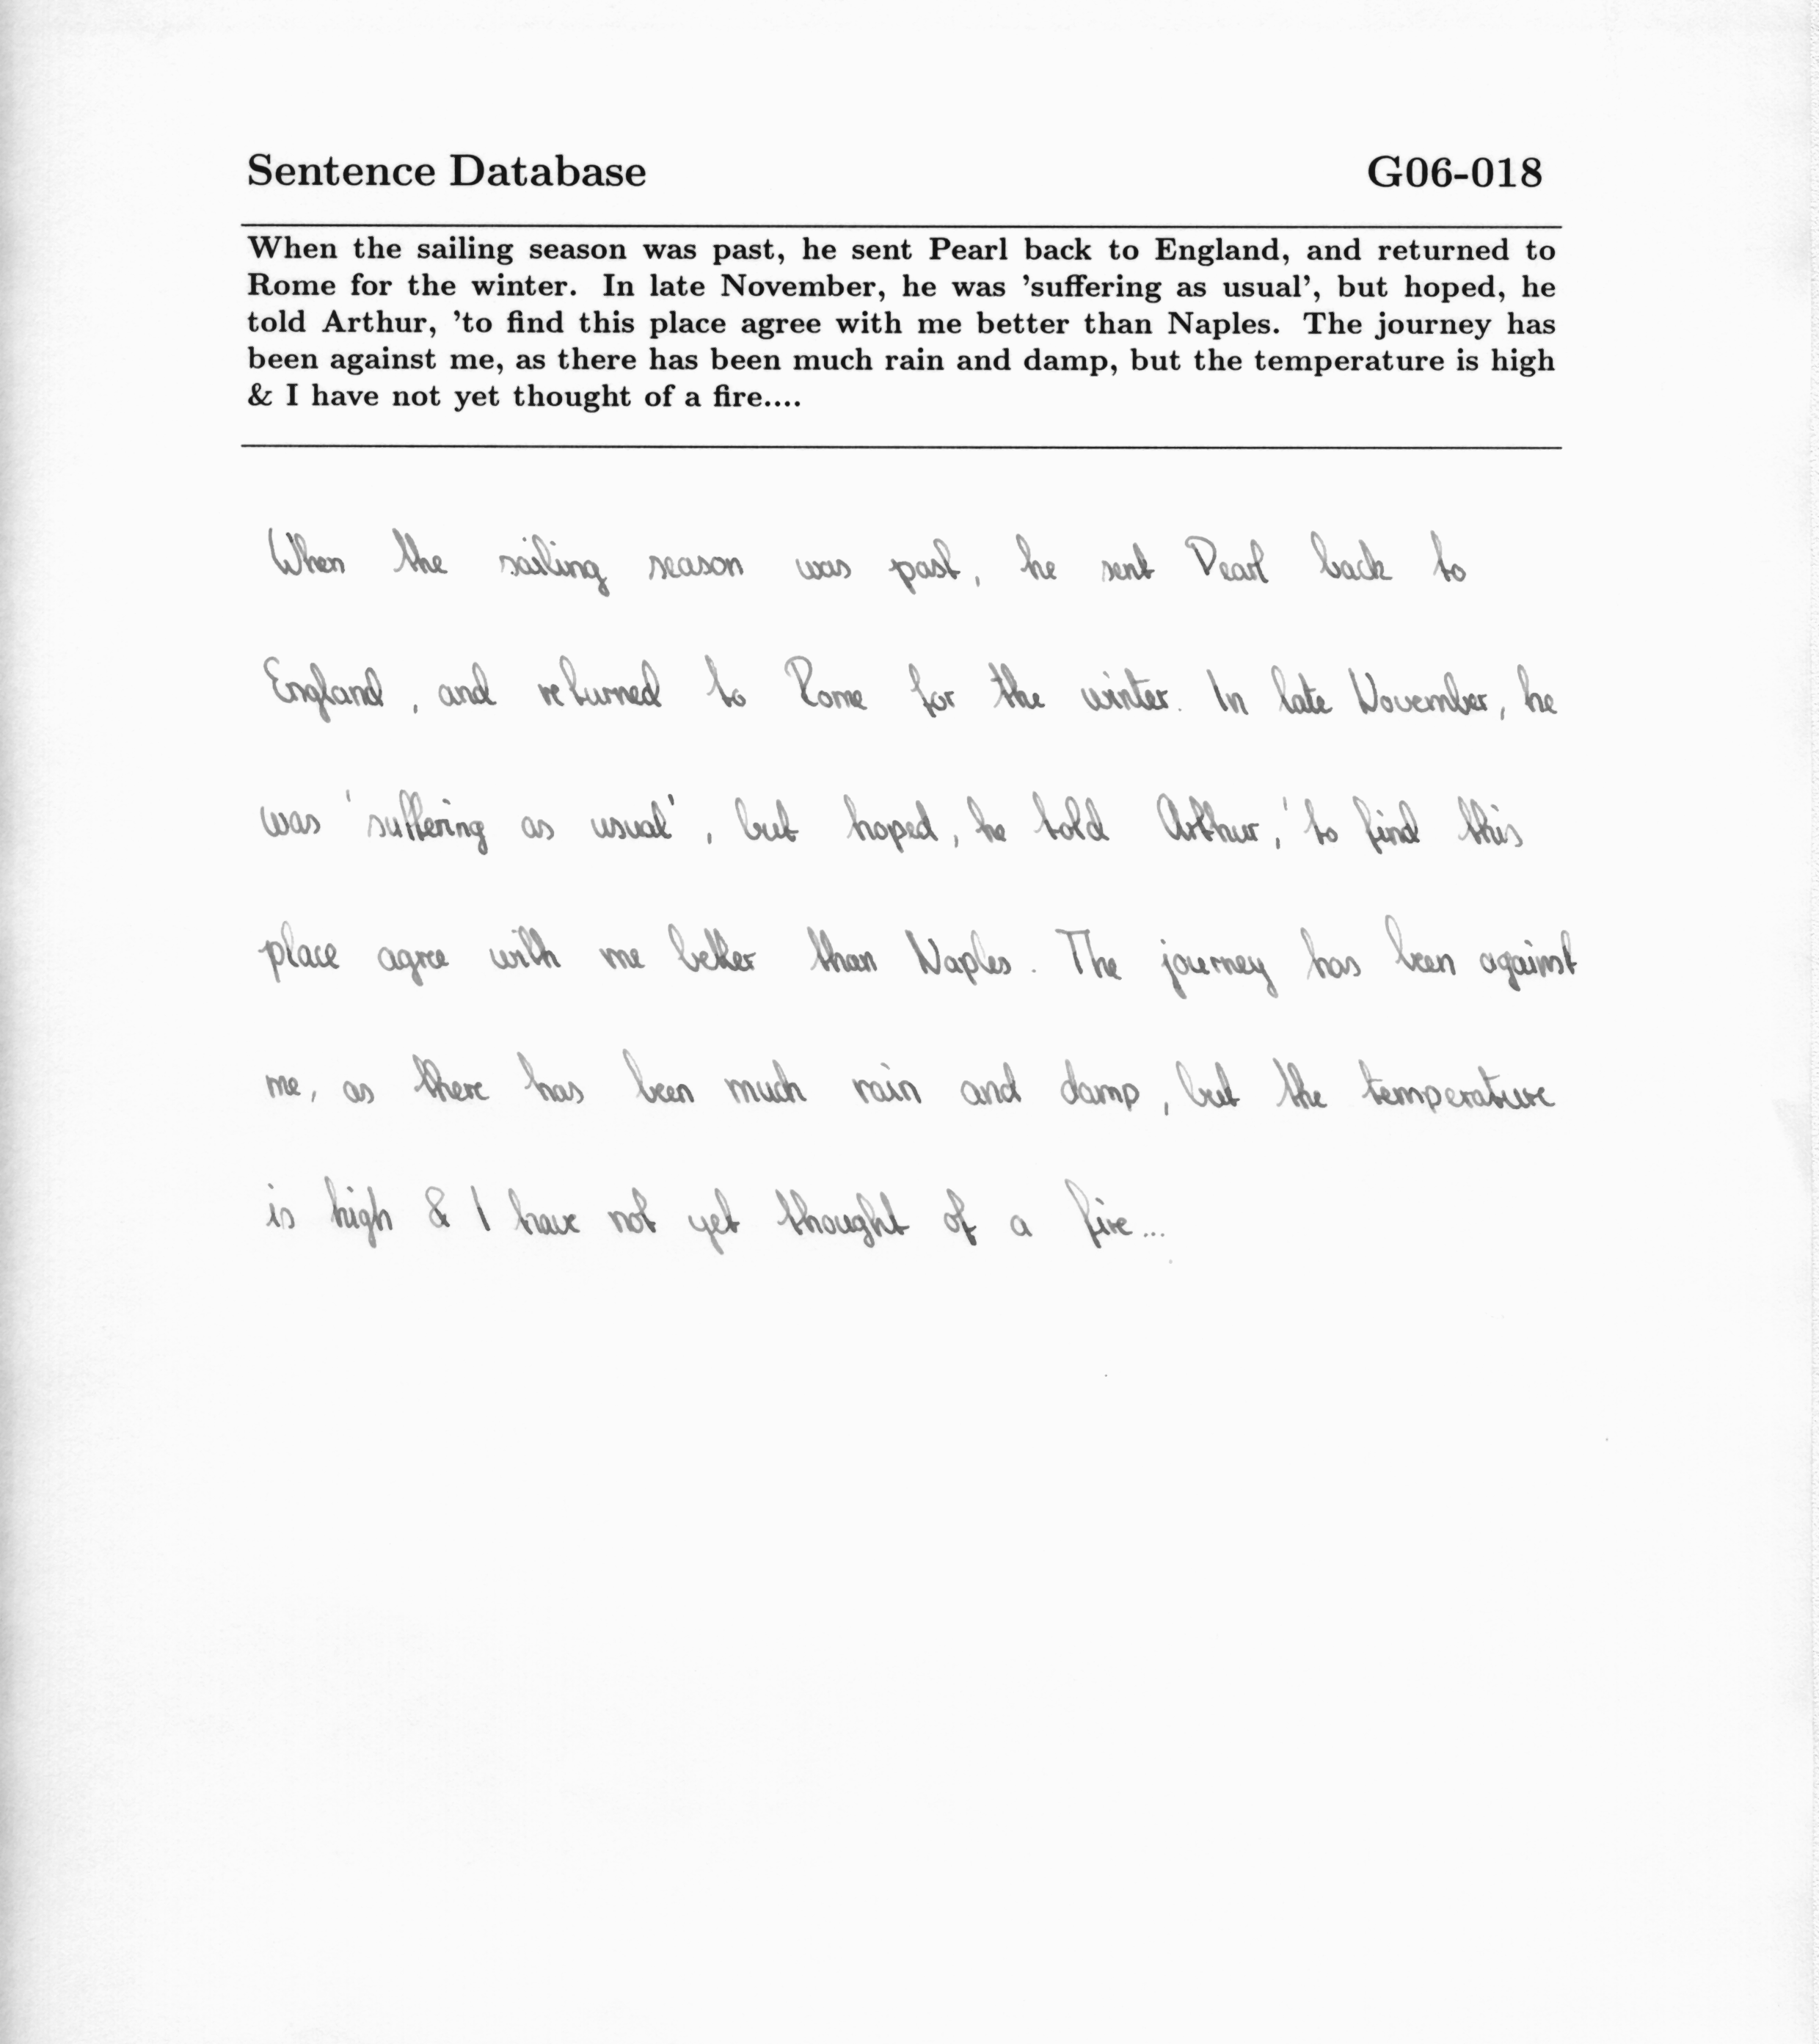 Sentence Database G06-018
When the sailing season was past, he sent Pearl back to England, and returned to
Rome for the winter. In late November, he was 'suffering as usual', but hoped, he
told Arthur, 'to find this place agree with me better than Naples. The journey has
been against me, as there has been much rain and damp, but the temperature is high
& I have not yet thought of a fire....
When the sailing season was past, he sent Pearl back to
England, and returned to Rome for the winter. In late November, he
was 'suffering as usual', but hoped, he told Arthur, 'to find this
place agree with me better than Naples. The journey has been against
me, as there has been much rain and damp, but the temperature
is high & I have not yet thought of a fire...